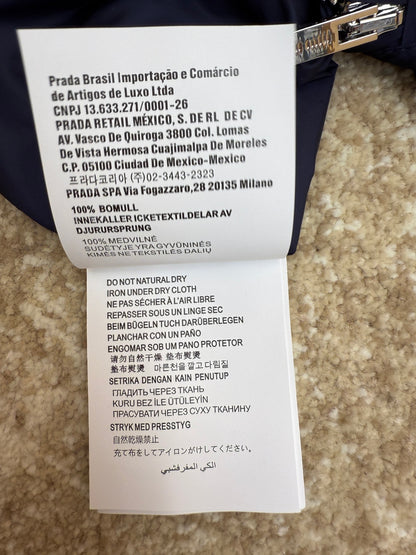 Prada Brasil Importação e Comárcio
de Artigos de Luxo Ltda
CNPJ 13.633.271/0001-26
PRADA RETAIL MÉXICO, S. DE RL DE CV
AV. Vasco De Quiroga 3800 Col. Lomas
De Vista Hermosa Cuajimalpa De Moreles
C.P. 05100 Ciudad De Mexico-Mexico
프라다코리아 (주)02-3443-2323
PRADA SPA Via Fogazzaro,28 20135 Milano
100% BOMULL
INNEKALLER ICKETEXTILDELAR AV
DJURURSPRUNG
100% MEDVILNÉ
SUDĖTYJE YRA GYVŪNINĖS
KIMĖS NE TEKSTILĖS DALIŲ
DO NOT NATURAL DRY
IRON UNDER DRY CLOTH
NE PAS SÉCHER À L'AIR LIBRE
REPASSER SOUS UN LINGE SEC
BEIM BÜGELN TUCH DARÜBERLEGEN
PLANCHAR CON UN PAÑO
ENGOMAR SOB UM PANO PROTETOR
请勿自然干燥 垫布熨烫
墊布熨燙 마른천을 깔고 다림질
SETRIKA DENGAN KAIN PENUTUP
ГЛАДИТЬ ЧЕРЕЗ ТКАНЬ
KURU BEZ İLE ÜTÜLEYİN
ПРАСУВАТИ ЧЕРЕЗ СУХУ ТКАНИНУ
STRYK MED PRESSTYG
自然乾燥禁止
充て布をしてアイロンがけしてください。
الكي المفرفشبي